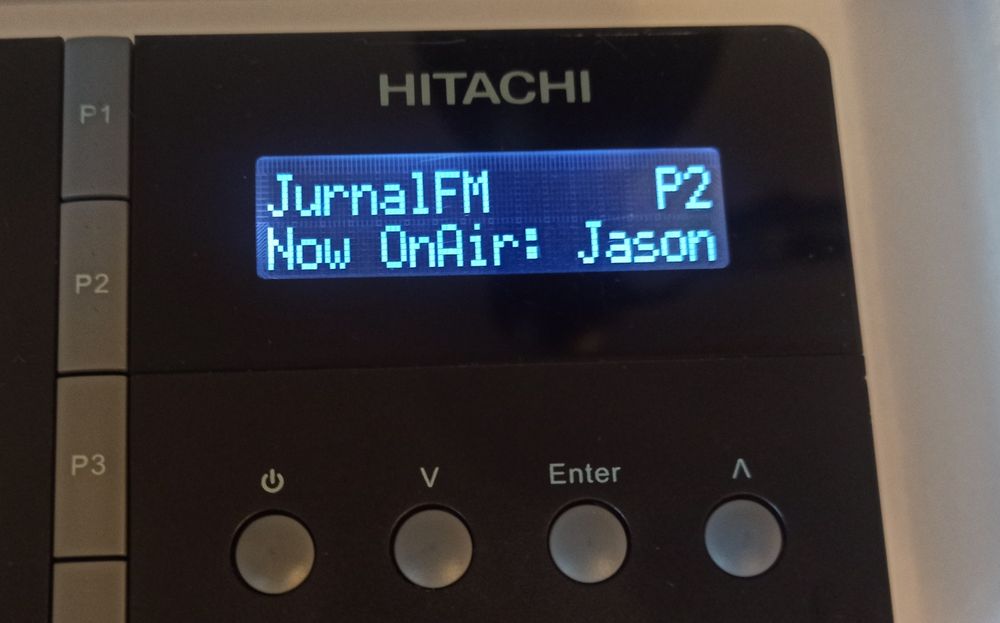 P1
HITACHI
JurnalFM P2
Now OnAir: Jason
P2
P3
V
Enter
Λ